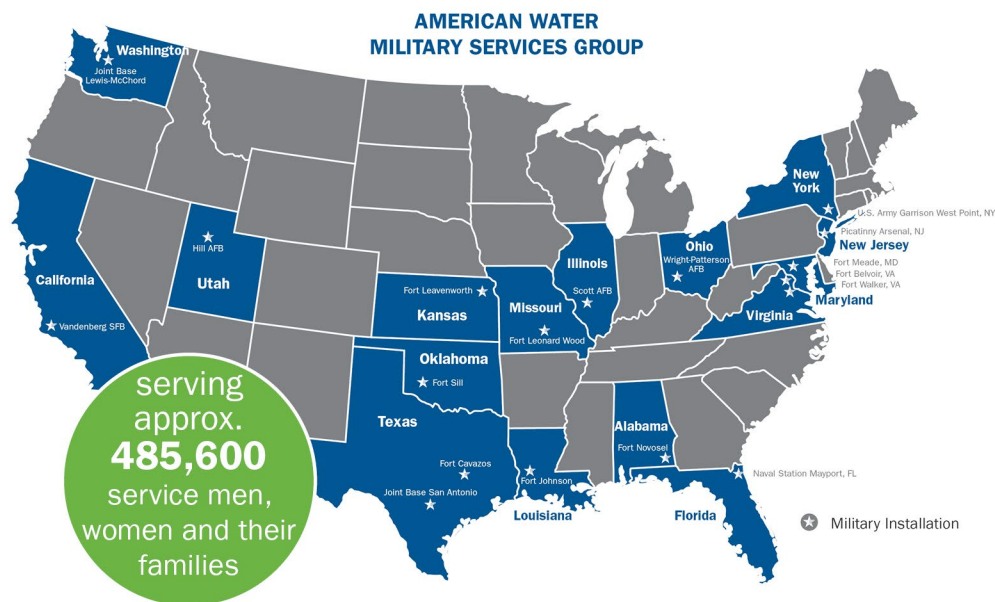 AMERICAN WATER
MILITARY SERVICES GROUP
Washington
Joint Base
Lewis-McChord
New
York
U.S. Army Garrison West Point, NY
Picatinny Arsenal, NJ
New Jersey
Hill AFB
Utah
California
Vandenberg SFB
Illinois
Scott AFB
Ohio
Wright-Patterson
AFB
Fort Meade, MD
Fort Belvoir, VA
Fort Walker, VA
Maryland
Virginia
Fort Leavenworth
Kansas
Missouri
Fort Leonard Wood
Oklahoma
Fort Sill
Texas
Fort Cavazos
Joint Base San Antonio
Fort Johnson
Louisiana
Alabama
Fort Novosel
Naval Station Mayport, FL
Florida
serving
approx.
485,600
service men,
women and their
families
Military Installation